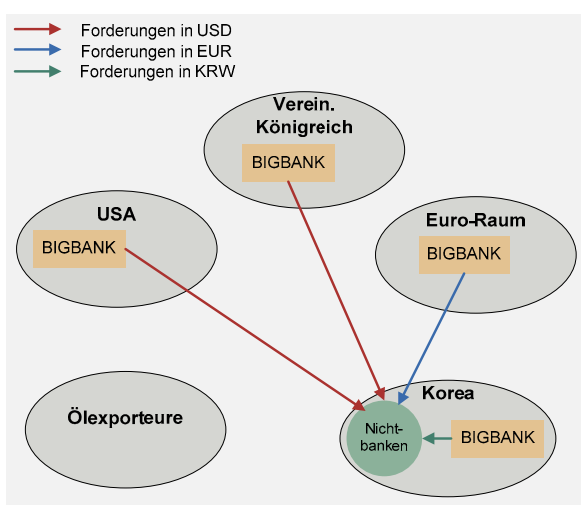 Forderungen in USD
Forderungen in EUR
Forderungen in KRW
Verein.
Königreich
BIGBANK
USA
BIGBANK
Euro-Raum
BIGBANK
Ölexporteure
Korea
Nicht-
banken
BIGBANK